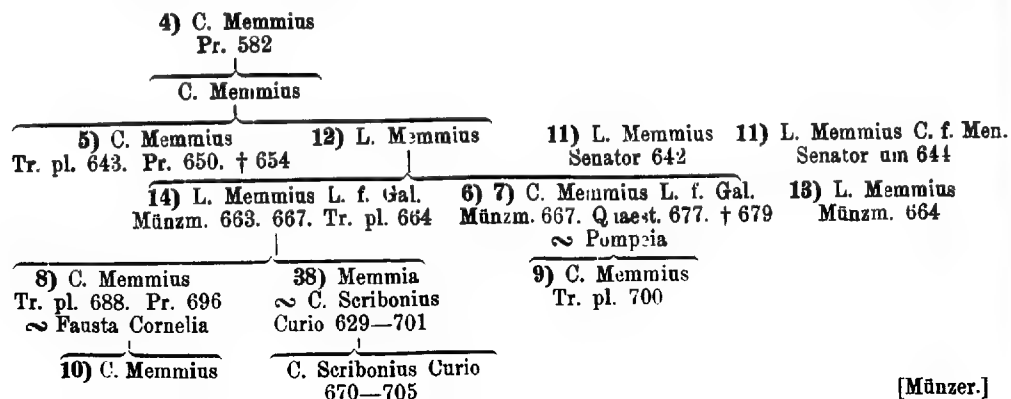 4) C. Memmius
Pr. 582
C. Memmius
5) C. Memmius 12) L. Memmius 11) L. Memmius 11) L. Memmius C. f. Men.
Tr. pl. 643. Pr. 650. † 654 Senator 642 Senator um 644
14) L. Memmius L. f. Gal. 6) 7) C. Memmius L. f. Gal. 13) L. Memmius
Münzm. 663. 667. Tr. pl. 664 Münzm. 667. Quaest. 677. † 679 Münzm. 664
∾ Pompeia
8) C. Memmius 38) Memmia 9) C. Memmius
Tr. pl. 688. Pr. 696 ∾ C. Scribonius Tr. pl. 700
∾ Fausta Cornelia Curio 629—701
10) C. Memmius C. Scribonius Curio
670—705 [Münzer.]